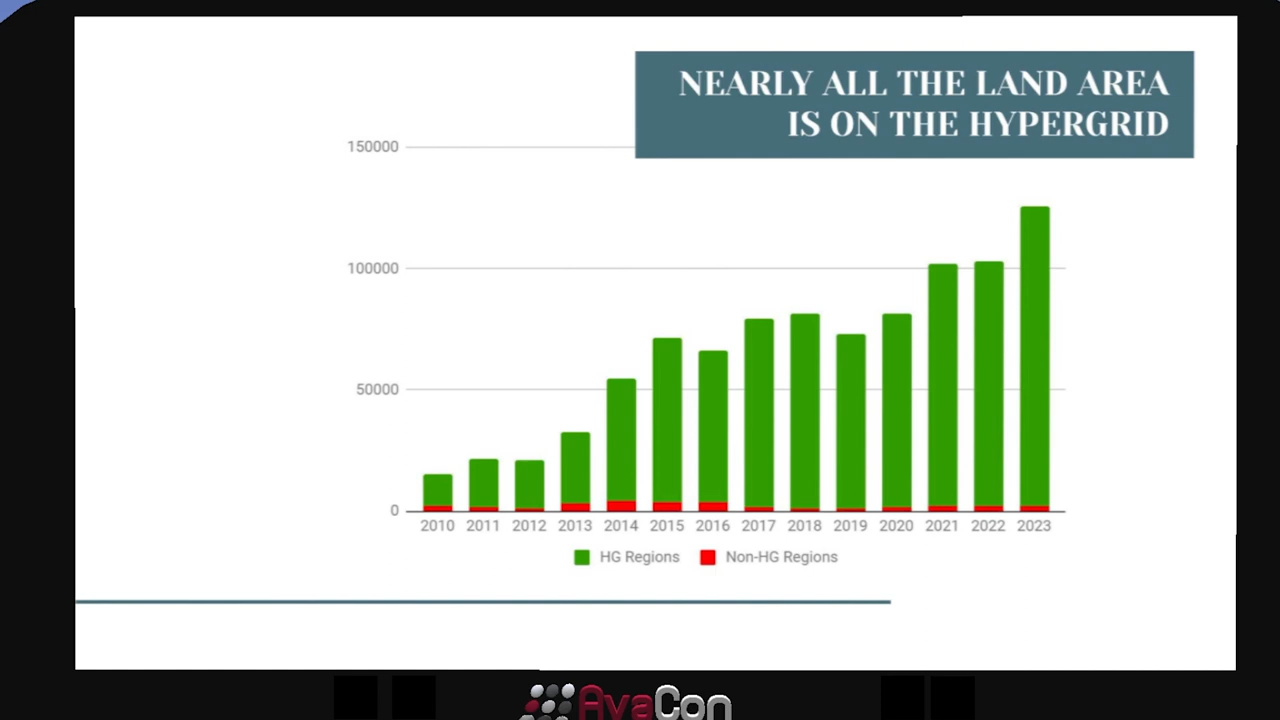 NEARLY ALL THE LAND AREA
IS ON THE HYPERGRID
150000
100000
50000
0
2010 2011 2012 2013 2014 2015 2016 2017 2018 2019 2020 2021 2022 2023
HG Regions Non-HG Regions
AvaCon